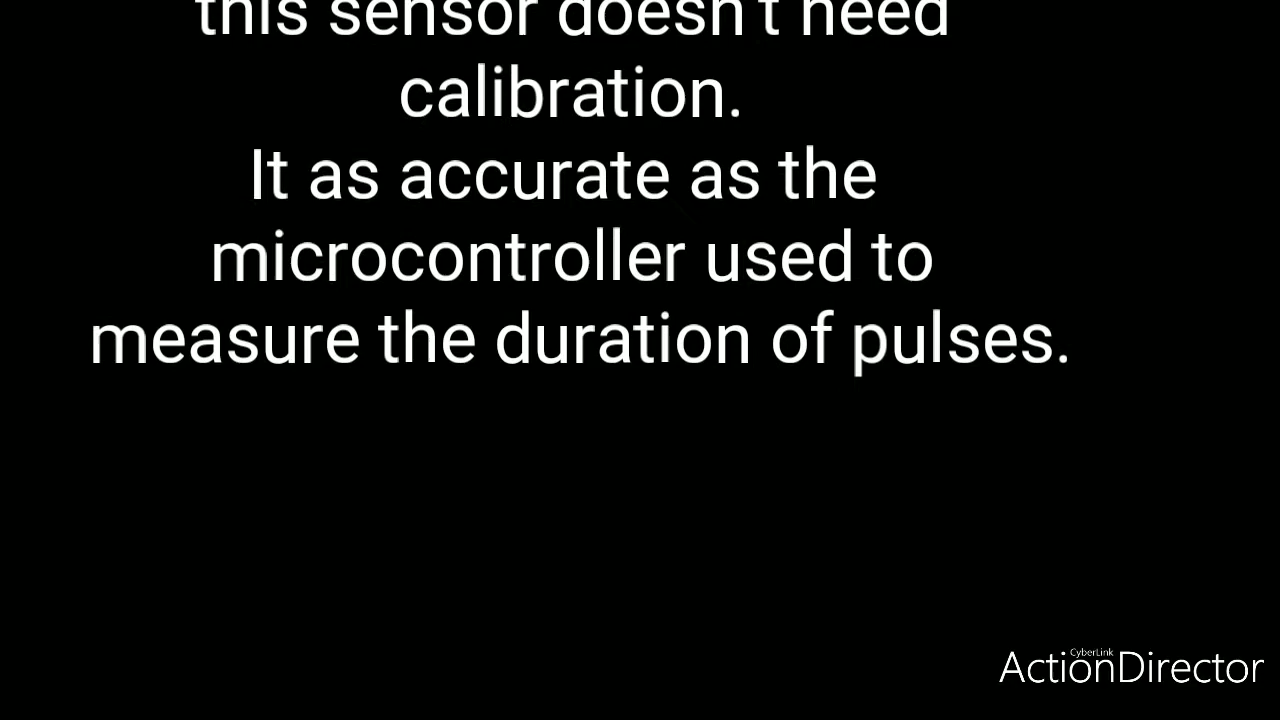 this sensor doesn't need
calibration.
It as accurate as the
microcontroller used to
measure the duration of pulses.
CyberLink
ActionDirector